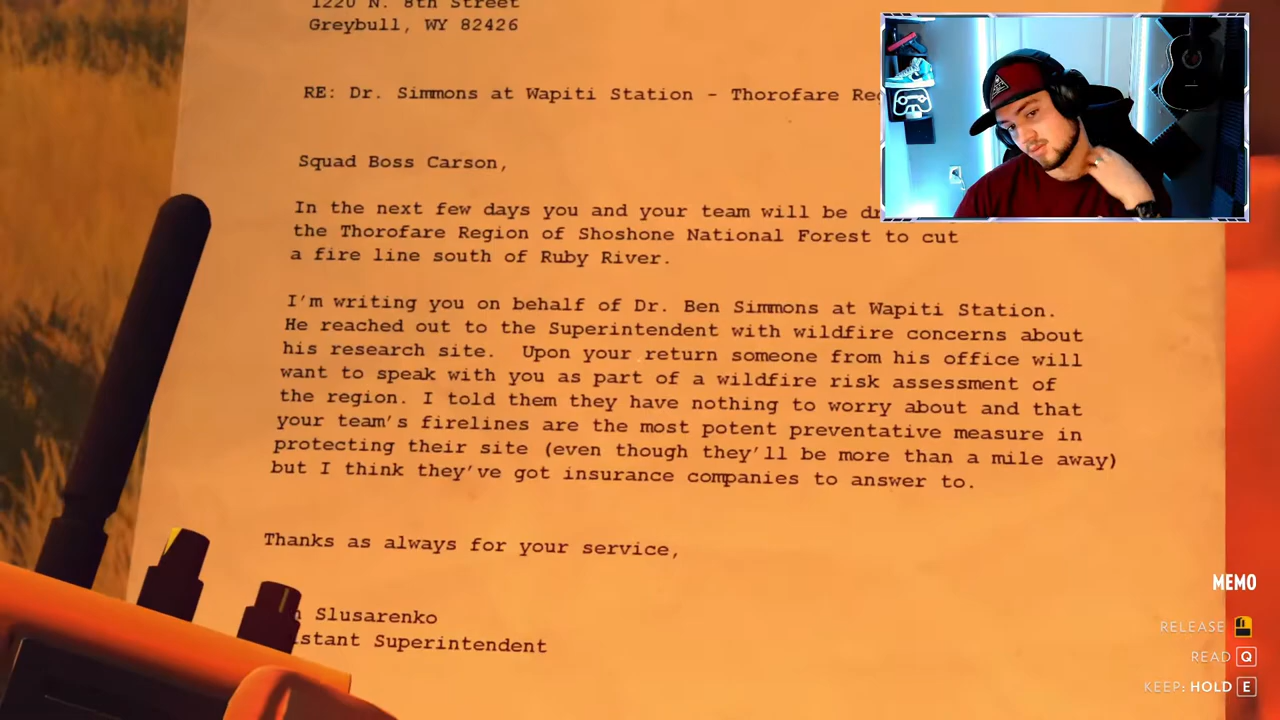 1220 N. 8th Street
Greybull, WY 82426
RE: Dr. Simmons at Wapiti Station - Thorofare
Squad Boss Carson,
In the next few days you and your team will be
the Thorofare Region of Shoshone National Forest to cut
a fire line south of Ruby River.
I'm writing you on behalf of Dr. Ben Simmons at Wapiti Station.
He reached out to the Superintendent with wildfire concerns about
his research site. Upon your return someone from his office will
want to speak with you as part of a wildfire risk assessment of
the region. I told them they have nothing to worry about and that
your team's firelines are the most potent preventative measure in
protecting their site (even though they'll be more than a mile away)
but I think they've got insurance companies to answer to.
Thanks as always for your service,
Slusarenko
Superintendent
MEMO
RELEASE
READ Q
KEEP: HOLD E